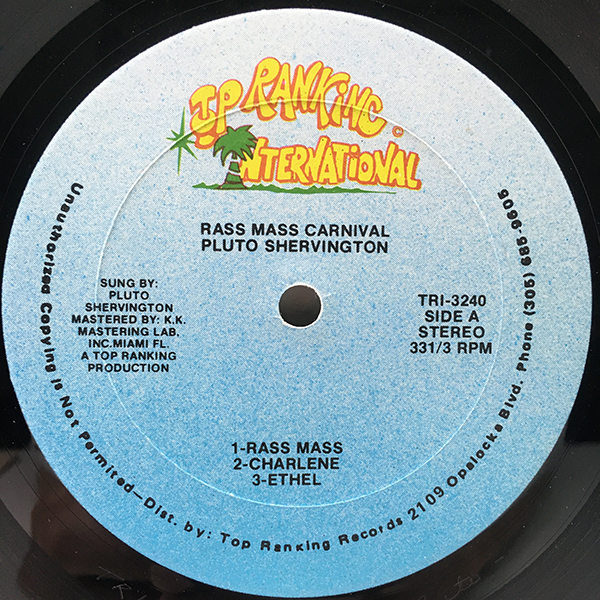 TOP RANKING
INTERNATIONAL
©
RASS MASS CARNIVAL
PLUTO SHERVINGTON
SUNG BY:
PLUTO
SHERVINGTON
MASTERED BY: K.K.
MASTERING LAB,
INC.MIAMI FL.
A TOP RANKING
PRODUCTION
TRI-3240
SIDE A
STEREO
331/3 RPM
1-RASS MASS
2-CHARLENE
3-ETHEL
Unauthorized Copying is Not Permitted—Dist. by: Top Ranking Records 2109 Opalocka Blvd. Phone (305) 685-9605